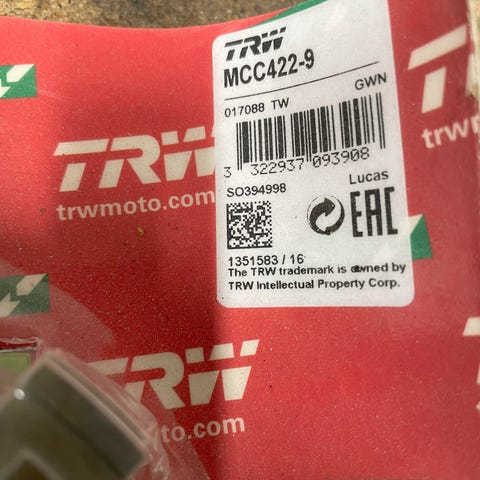 TRW
MCC422-9
GWN
017088 TW
3 322937 093908
SO394998
Lucas
EAC
1351583 / 16
The TRW trademark is owned by
TRW Intellectual Property Corp.
TRW
trwmoto.com
trw
TRW
to.com